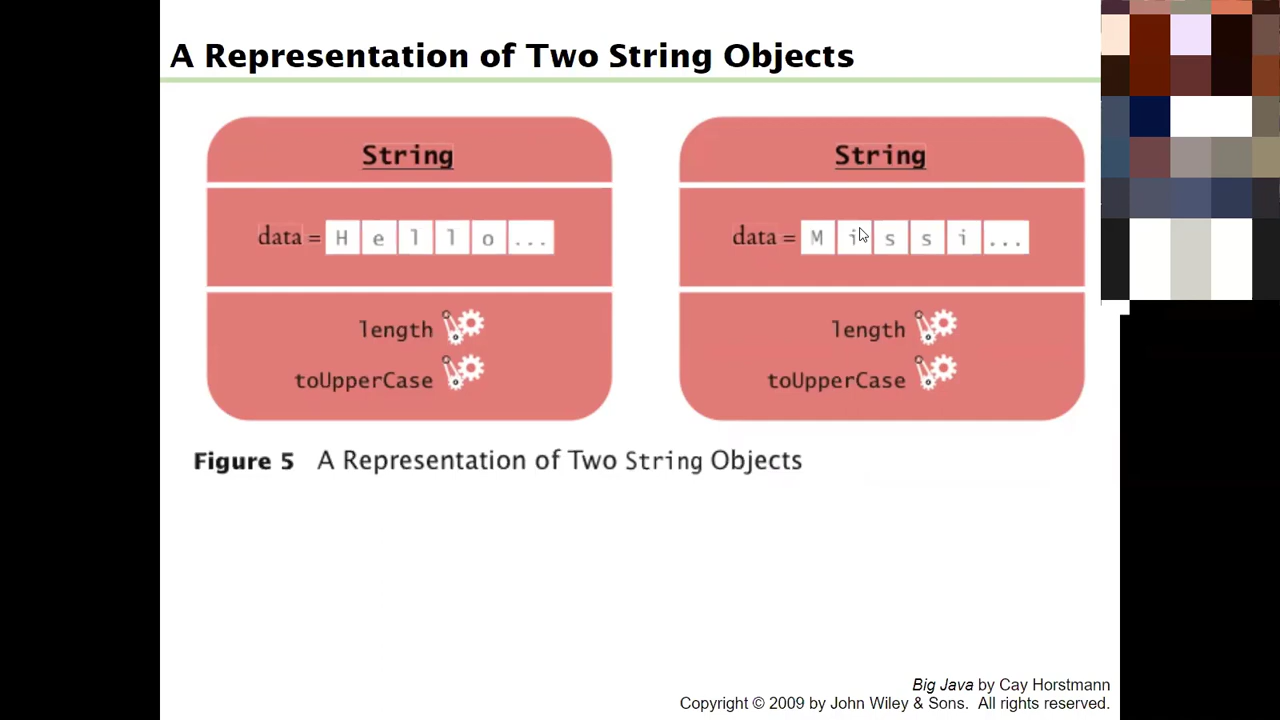 A Representation of Two String Objects
String
data = H e l l o ...
length
toUpperCase
String
data = M i s s i ...
length
toUpperCase
Figure 5 A Representation of Two String Objects
Big Java by Cay Horstmann
Copyright © 2009 by John Wiley & Sons. All rights reserved.